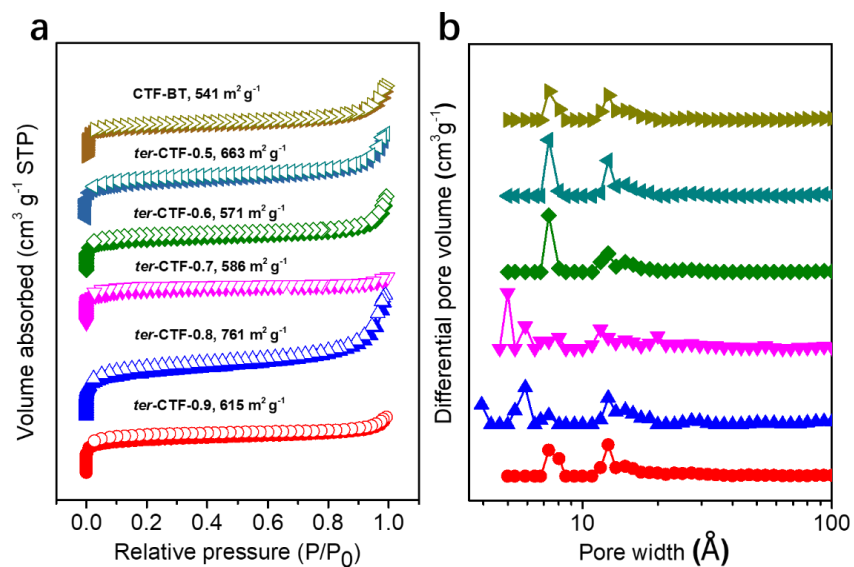 a
CTF-BT, 541 m² g⁻¹
ter-CTF-0.5, 663 m² g⁻¹
ter-CTF-0.6, 571 m² g⁻¹
ter-CTF-0.7, 586 m² g⁻¹
ter-CTF-0.8, 761 m² g⁻¹
ter-CTF-0.9, 615 m² g⁻¹
Volume absorbed (cm³ g⁻¹ STP)
0.0 0.2 0.4 0.6 0.8 1.0
Relative pressure (P/P₀)
b
Differential pore volume (cm³g⁻¹)
10 100
Pore width (Å)